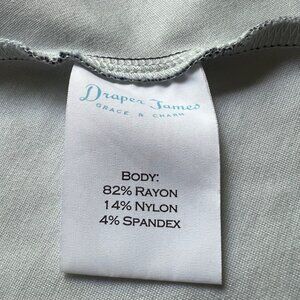 Draper James
GRACE & CHARM
BODY:
82% RAYON
14% NYLON
4% SPANDEX